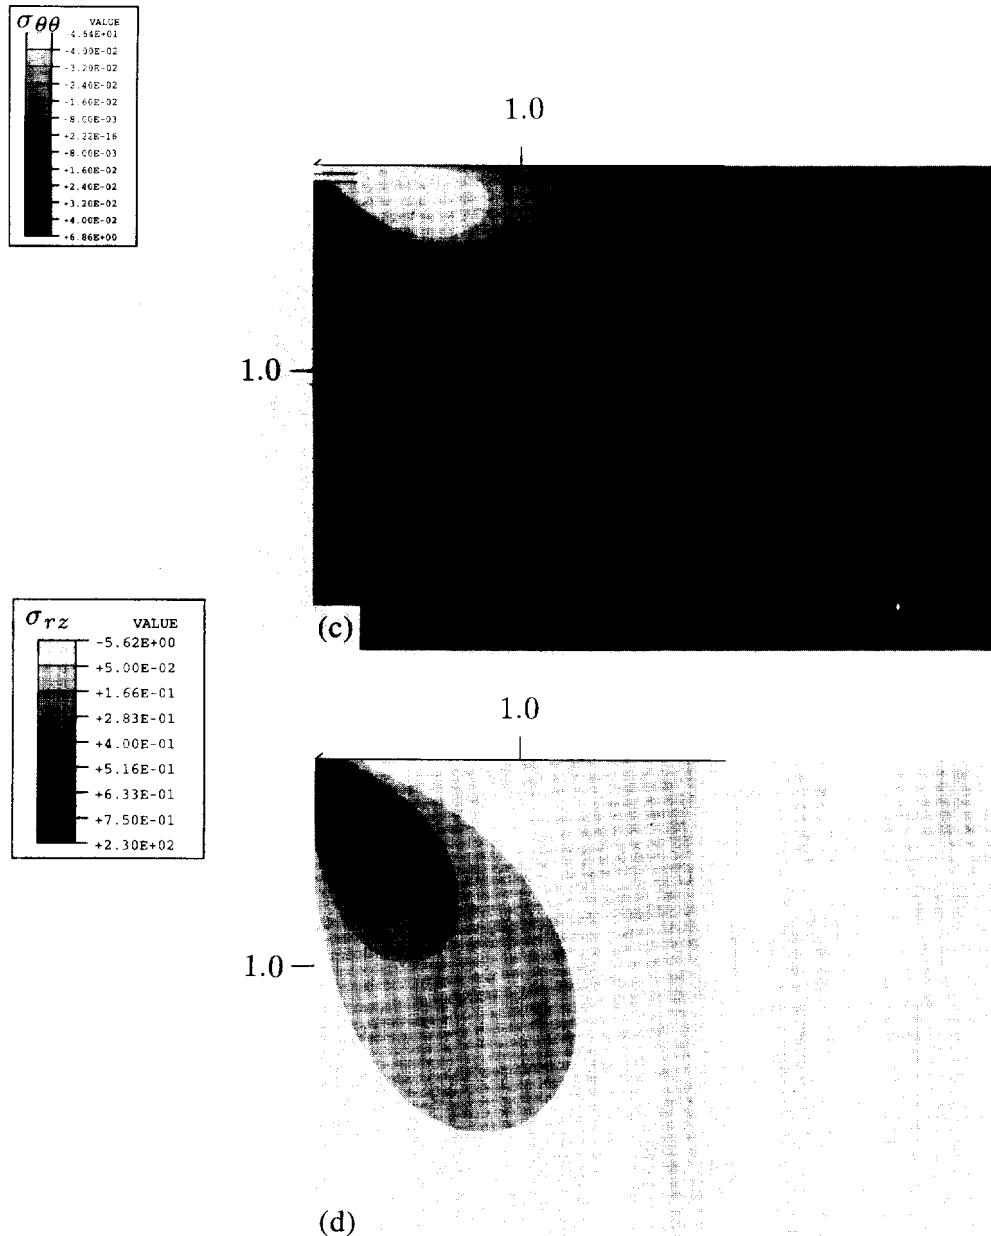 σθθ VALUE
-4.54E+01
-4.00E-02
-3.20E-02
-2.40E-02
-1.60E-02
-8.00E-03
+2.22E-16
+8.00E-03
+1.60E-02
+2.40E-02
+3.20E-02
+4.00E-02
+6.86E+00
1.0
1.0
(c)
σrz VALUE
-5.62E+00
+5.00E-02
+1.66E-01
+2.83E-01
+4.00E-01
+5.16E-01
+6.33E-01
+7.50E-01
+2.30E+02
1.0
1.0
(d)